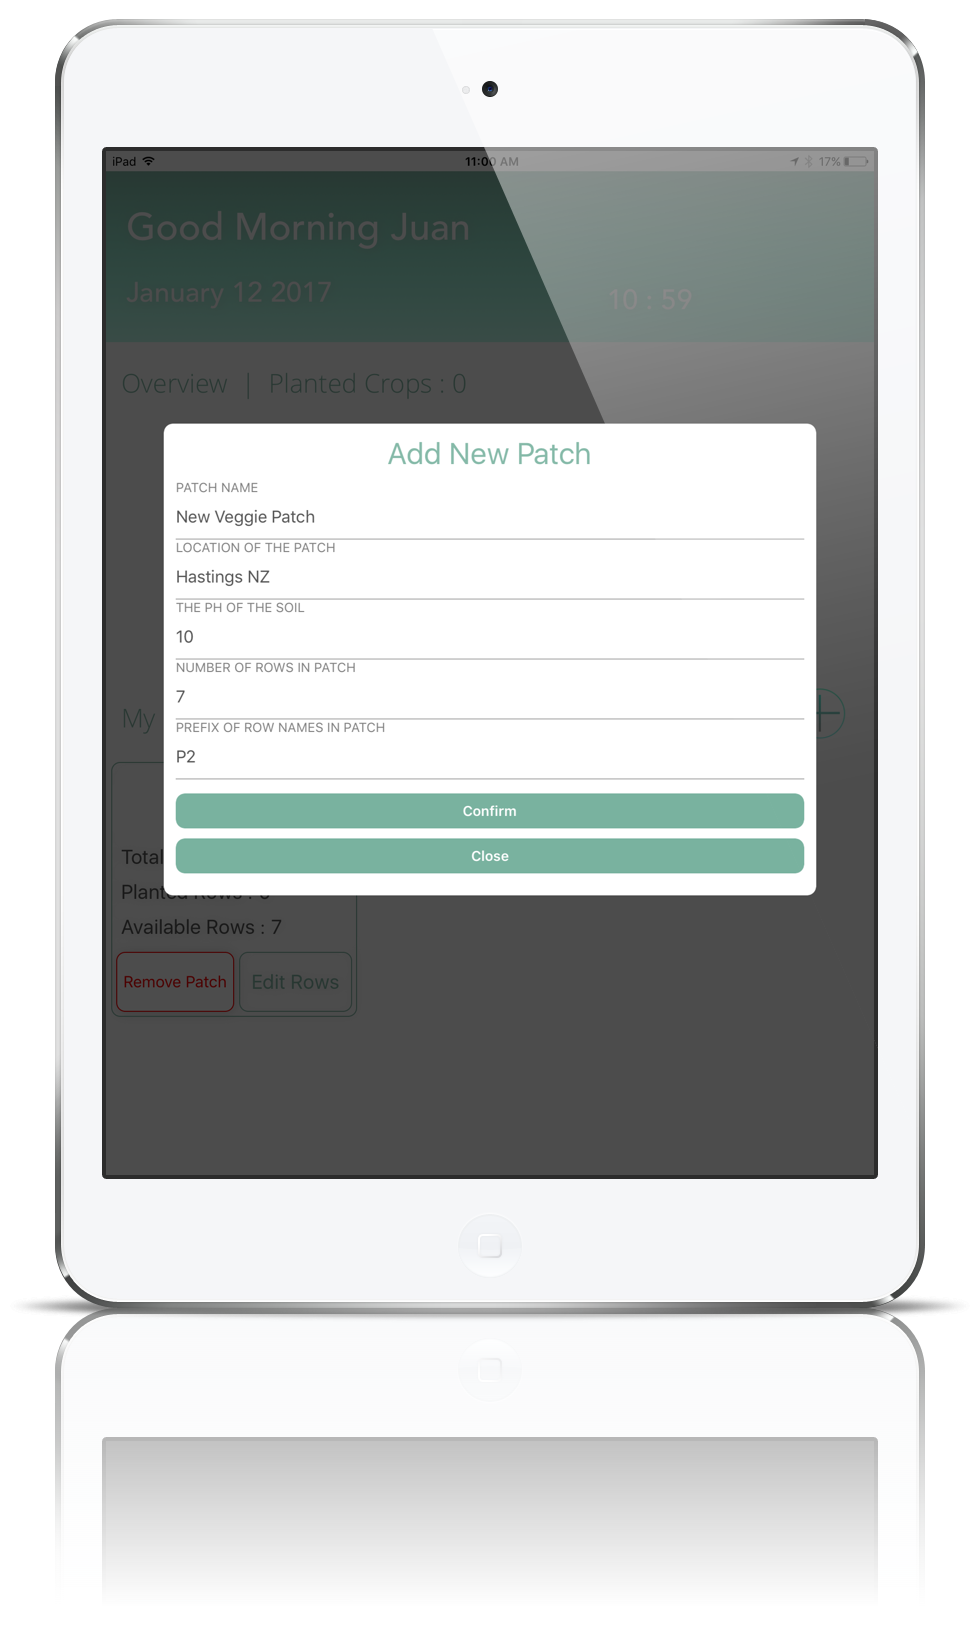 iPad 11:00 AM 17%
Good Morning Juan
January 12 2017
10 : 59
Overview | Planted Crops : 0
Add New Patch
PATCH NAME
New Veggie Patch
LOCATION OF THE PATCH
Hastings NZ
THE PH OF THE SOIL
10
NUMBER OF ROWS IN PATCH
7
My
PREFIX OF ROW NAMES IN PATCH
P2
Confirm
Close
Total
Planted Rows :
Available Rows : 7
Remove Patch
Edit Rows